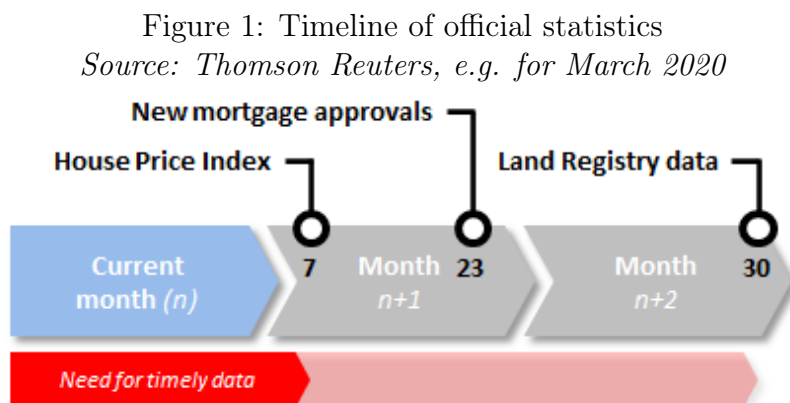 Figure 1: Timeline of official statistics
Source: Thomson Reuters, e.g. for March 2020
New mortgage approvals
House Price Index
Land Registry data
Current
month (n)
7
Month
n+1
23
Month
n+2
30
Need for timely data